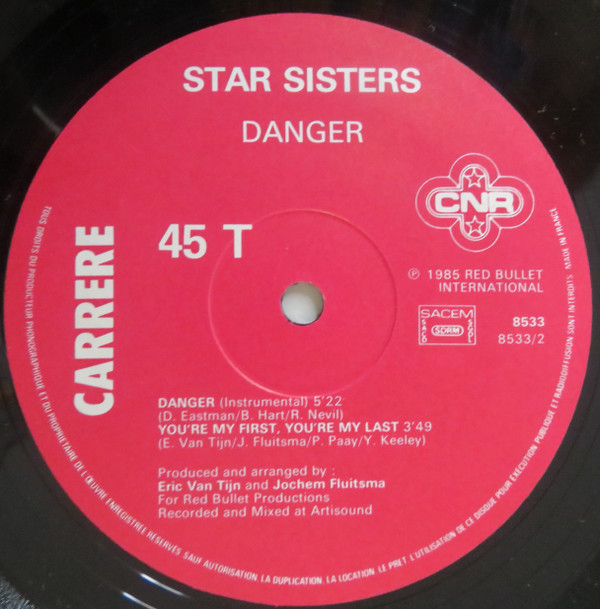 STAR SISTERS
DANGER
CNR
45 T
CARRERE
℗ 1985 RED BULLET
INTERNATIONAL
SACEM
SACD
SDRM
SGDL
8533
8533/2
DANGER (Instrumental) 5'22
(D. Eastman/B. Hart/R. Nevil)
YOU'RE MY FIRST, YOU'RE MY LAST 3'49
(E. Van Tijn/J. Fluitsma/P. Paay/Y. Keeley)
Produced and arranged by :
Eric Van Tijn and Jochem Fluitsma
For Red Bullet Productions
Recorded and Mixed at Artisound
TOUS DROITS DU PRODUCTEUR PHONOGRAPHIQUE ET DU PROPRIETAIRE DE L'ŒUVRE ENREGISTREE RESERVES. SAUF AUTORISATION, LA DUPLICATION, LA LOCATION, LE PRET, L'UTILISATION DE CE DISQUE POUR EXECUTION PUBLIQUE ET RADIODIFFUSION SONT INTERDITS. MADE IN FRANCE